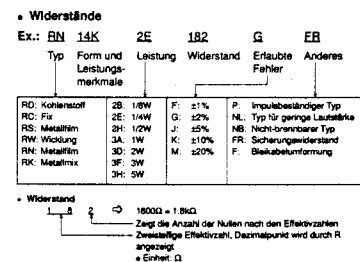 • Widerstände
Ex.: RN 14K 2E 182 G FR
Typ Form und Leistung Widerstand Erlaubte Anderes
Leistungs- Fehler
merkmale
RD: Kohlenstoff 2B: 1/8W F: ±1% P: Impulsbeständiger Typ
RC: Fix 2E: 1/4W G: ±2% NL: Typ für geringe Lautstärke
RS: Metallfilm 2H: 1/2W J: ±5% NB: Nicht-brennbarer Typ
RW: Wicklung 3A: 1W K: ±10% FR: Sicherungswiderstand
RN: Metallfilm 3D: 2W M: ±20% F: Bleikabelumformung
RK: Metallmix 3F: 3W
3H: 5W
• Widerstand
1 8 2 ⇨ 1800Ω = 1.8kΩ
Zeigt die Anzahl der Nullen nach den Effektivzahlen
Zweistellige Effektivzahl, Dazimalpunkt wird durch R
angezeigt
• Einheit: Ω